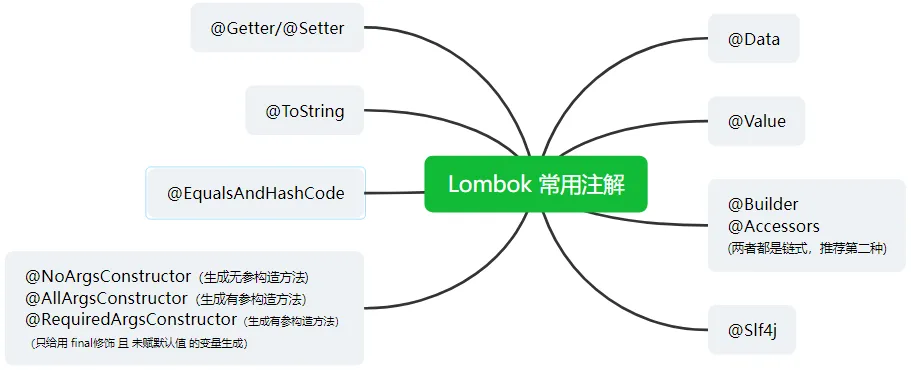 @Getter/@Setter
@ToString
@EqualsAndHashCode
@NoArgsConstructor（生成无参构造方法）
@AllArgsConstructor（生成有参构造方法）
@RequiredArgsConstructor（生成有参构造方法）
（只给用 final修饰 且 未赋默认值 的变量生成）
Lombok 常用注解
@Data
@Value
@Builder
@Accessors
(两者都是链式，推荐第二种)
@Slf4j